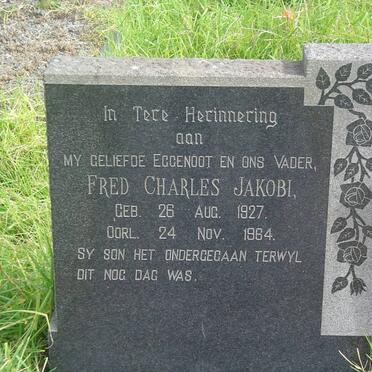 In Tere Herinnering
aan
MY GELIEFDE EGGENOOT EN ONS VADER,
FRED CHARLES JAKOBI,
GEB. 26 AUG. 1927.
OORL. 24 NOV. 1964.
SY SON HET ONDERGEGAAN TERWYL
DIT NOG DAG WAS.